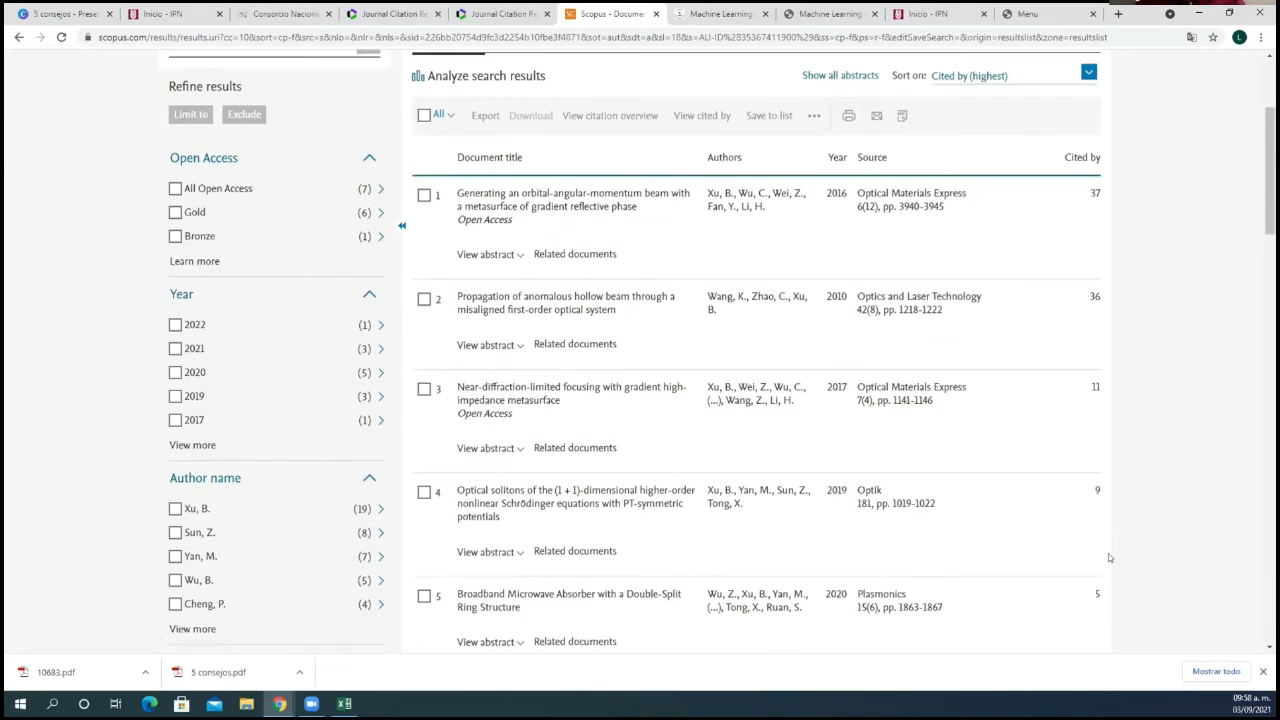 5 consejos - Prese
Inicio - IPN
Consorcio Naciona
Journal Citation Re
Journal Citation Re
Scopus - Documen
Machine Learning
Machine Learning
Inicio - IPN
Menu
scopus.com/results/results.uri?cc=10&sort=cp-f&src=s&nlo=&nlr=&nls=&sid=226bb20754d9fc3d2254b10fbe3f4871&sot=aut&sdt=a&sl=18&s=AU-ID%2835367411900%29&ss=cp-f&ps=r-f&editSaveSearch=&origin=resultslist&zone=resultslist
L
Analyze search results
Show all abstracts
Sort on:
Cited by (highest)
Refine results
Limit to
Exclude
All
Export
Download
View citation overview
View cited by
Save to list
Document title
Authors
Year
Source
Cited by
Open Access
All Open Access (7)
Gold (6)
Bronze (1)
Learn more
Year
2022 (1)
2021 (3)
2020 (5)
2019 (3)
2017 (1)
View more
Author name
Xu, B. (19)
Sun, Z. (8)
Yan, M. (7)
Wu, B. (5)
Cheng, P. (4)
View more
1
Generating an orbital-angular-momentum beam with
a metasurface of gradient reflective phase
Open Access
Xu, B., Wu, C., Wei, Z.,
Fan, Y., Li, H.
2016
Optical Materials Express
6(12), pp. 3940-3945
37
View abstract
Related documents
2
Propagation of anomalous hollow beam through a
misaligned first-order optical system
Wang, K., Zhao, C., Xu,
B.
2010
Optics and Laser Technology
42(8), pp. 1218-1222
36
View abstract
Related documents
3
Near-diffraction-limited focusing with gradient high-
impedance metasurface
Open Access
Xu, B., Wei, Z., Wu, C.,
(...), Wang, Z., Li, H.
2017
Optical Materials Express
7(4), pp. 1141-1146
11
View abstract
Related documents
4
Optical solitons of the (1 + 1)-dimensional higher-order
nonlinear Schrödinger equations with PT-symmetric
potentials
Xu, B., Yan, M., Sun, Z.,
Tong, X.
2019
Optik
181, pp. 1019-1022
9
View abstract
Related documents
5
Broadband Microwave Absorber with a Double-Split
Ring Structure
Wu, Z., Xu, B., Yan, M.,
(...), Tong, X., Ruan, S.
2020
Plasmonics
15(6), pp. 1863-1867
5
View abstract
Related documents
10683.pdf
5 consejos.pdf
Mostrar todo
09:58 a. m.
03/09/2021